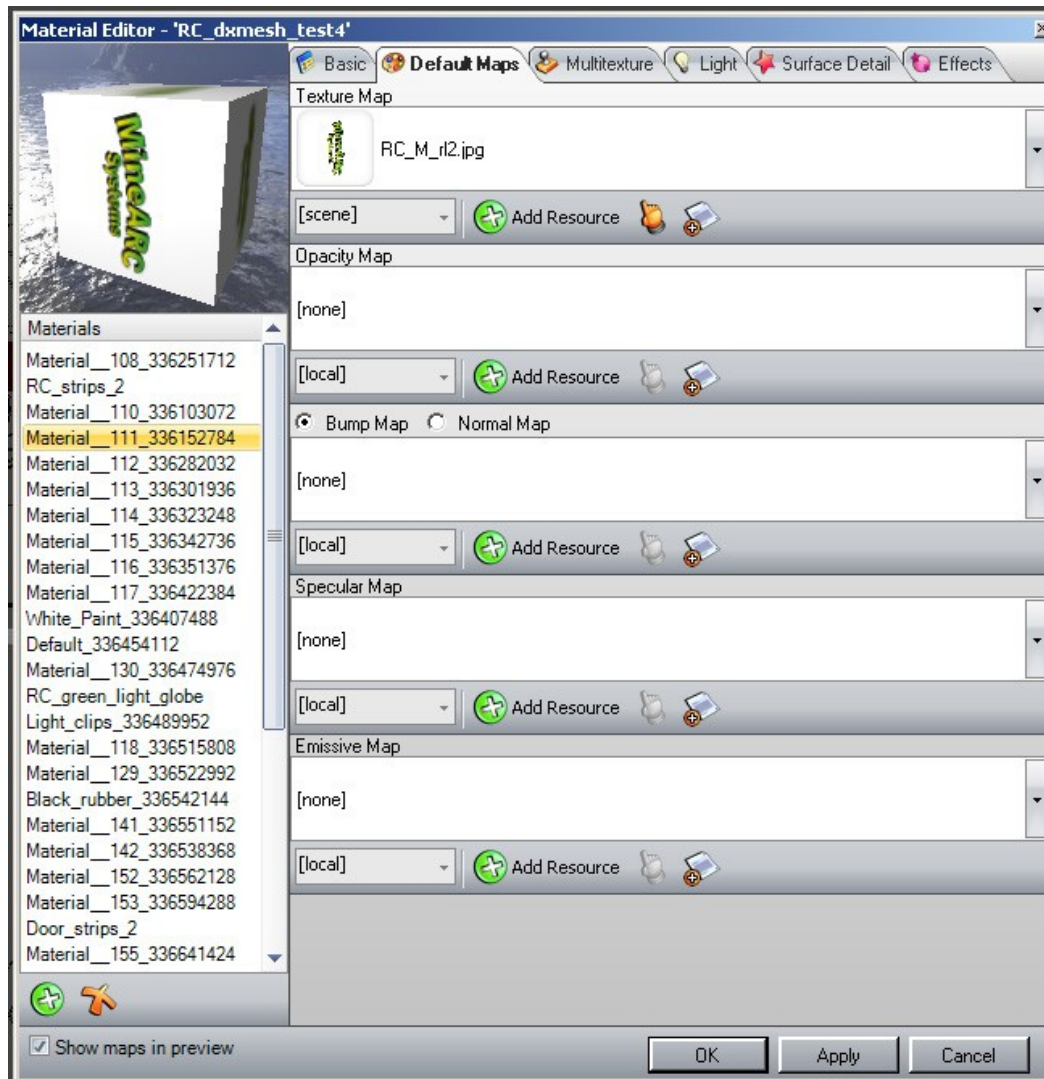 Material Editor - 'RC_dxmesh_test4'
Basic
Default Maps
Multitexture
Light
Surface Detail
Effects
MineARC
Systems
Texture Map
RC_M_rl2.jpg
[scene]
Add Resource
Opacity Map
[none]
[local]
Add Resource
Bump Map
Normal Map
[none]
[local]
Add Resource
Specular Map
[none]
[local]
Add Resource
Emissive Map
[none]
[local]
Add Resource
Materials
Material__108_336251712
RC_strips_2
Material__110_336103072
Material__111_336152784
Material__112_336282032
Material__113_336301936
Material__114_336323248
Material__115_336342736
Material__116_336351376
Material__117_336422384
White_Paint_336407488
Default_336454112
Material__130_336474976
RC_green_light_globe
Light_clips_336489952
Material__118_336515808
Material__129_336522992
Black_rubber_336542144
Material__141_336551152
Material__142_336538368
Material__152_336562128
Material__153_336594288
Door_strips_2
Material__155_336641424
Show maps in preview
OK
Apply
Cancel